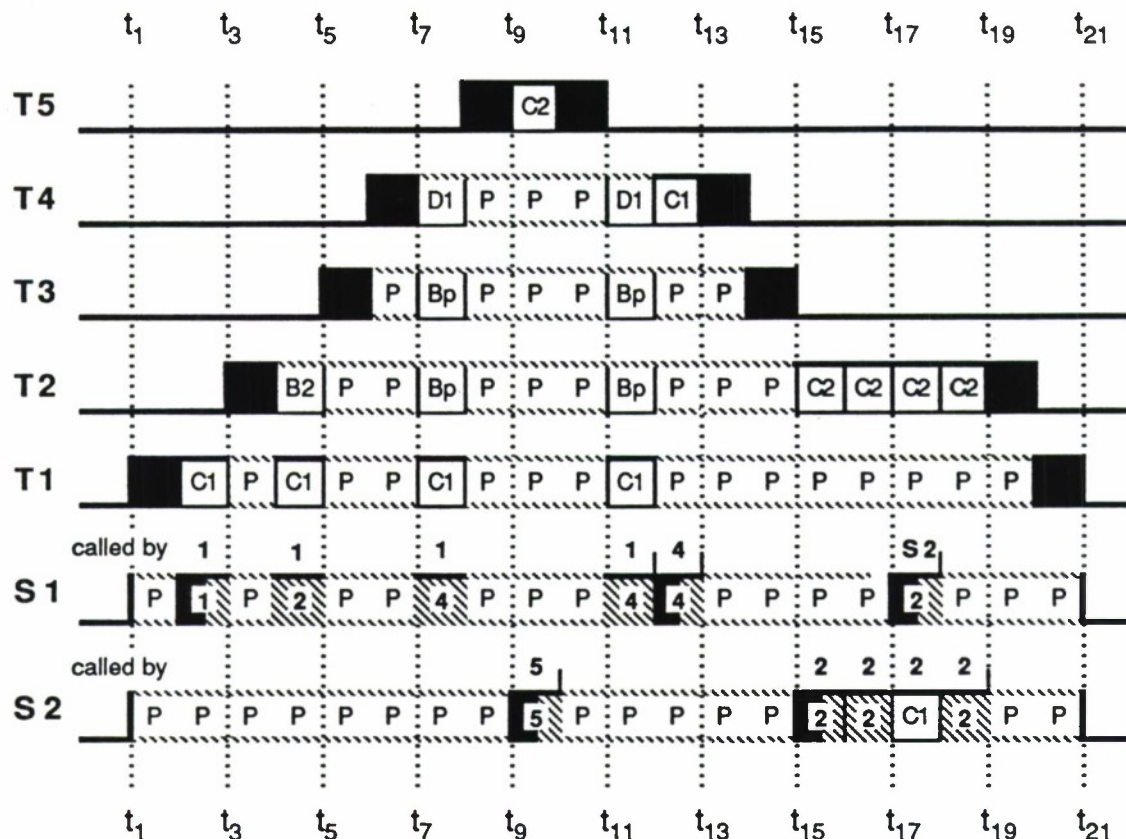 t1 t3 t5 t7 t9 t11 t13 t15 t17 t19 t21
T5 C2
T4 D1 P P P D1 C1
T3 P Bp P P P Bp P P
T2 B2 P P Bp P P P Bp P P P C2 C2 C2 C2
T1 C1 P C1 P P C1 P P P C1 P P P P P P P P
called by 1 1 1 1 4 S2
S1 P 1 P 2 P P 4 P P P 4 4 P P P P 2 P P P
called by 5 2 2 2 2
S2 P P P P P P P P 5 P P P P P 2 2 C1 2 P P
t1 t3 t5 t7 t9 t11 t13 t15 t17 t19 t21